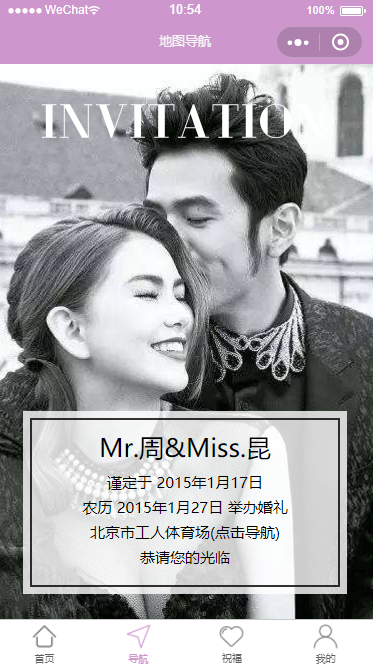 WeChat 10:54 100%
地图导航
INVITATION
Mr.周&Miss.昆
谨定于 2015年1月17日
农历 2015年1月27日 举办婚礼
北京市工人体育场(点击导航)
恭请您的光临
首页 导航 祝福 我的